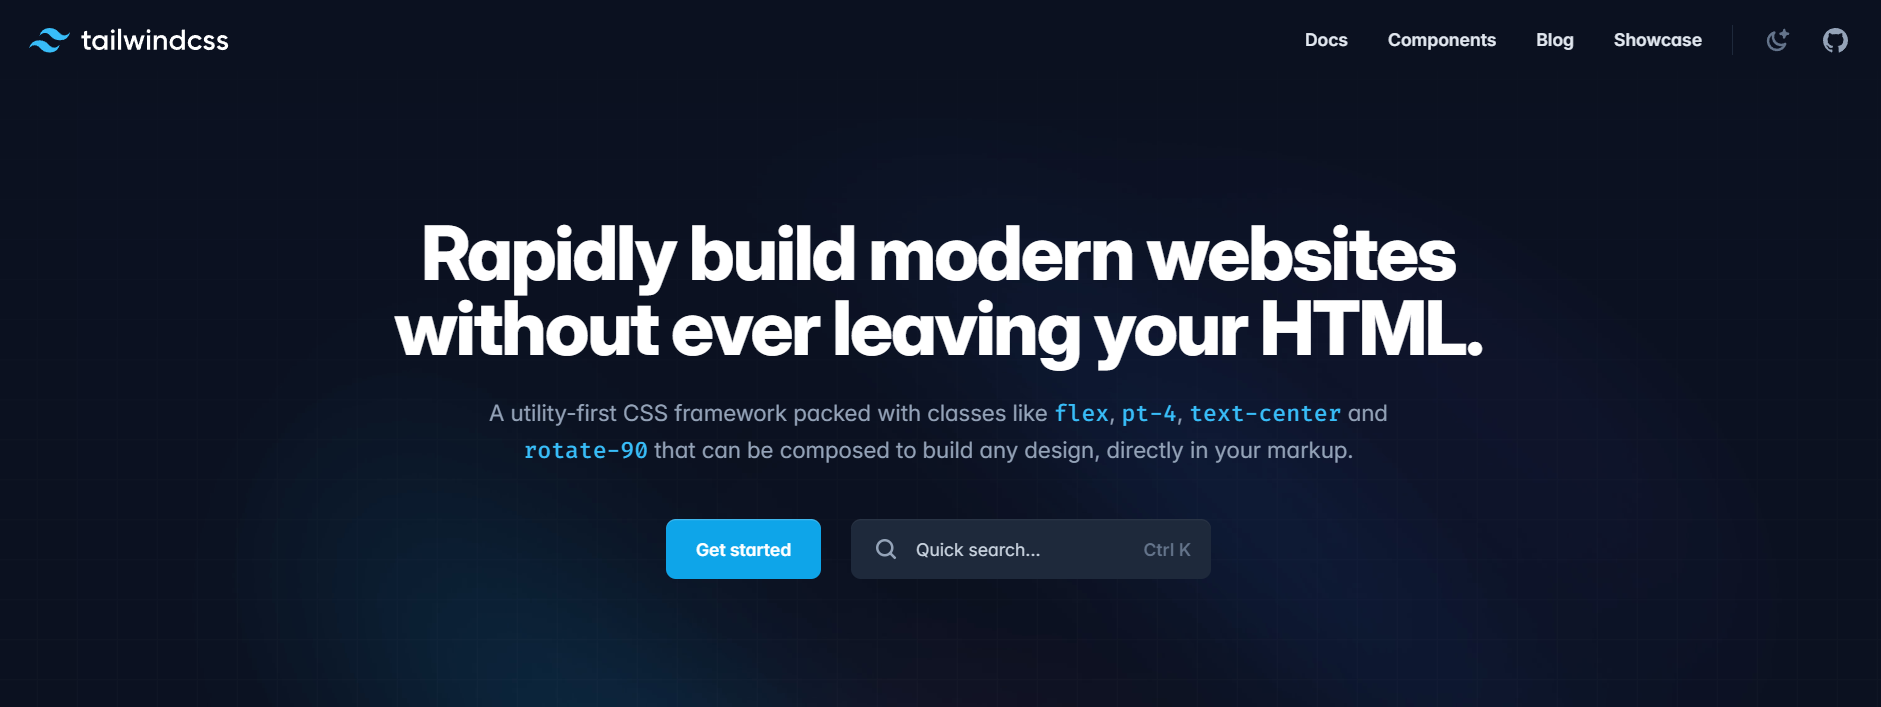 tailwindcss
Docs Components Blog Showcase
Rapidly build modern websites
without ever leaving your HTML.
A utility-first CSS framework packed with classes like flex, pt-4, text-center and
rotate-90 that can be composed to build any design, directly in your markup.
Get started
Quick search... Ctrl K